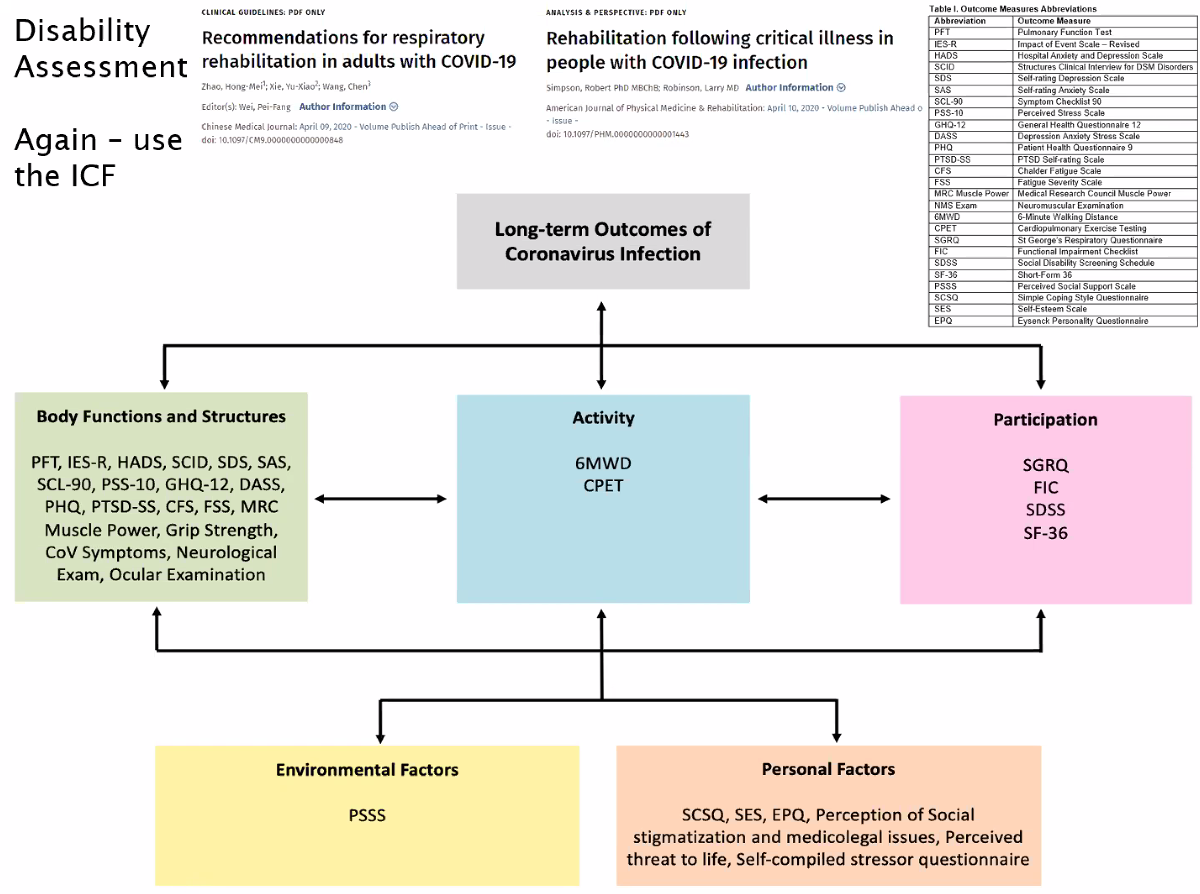 Disability
Assessment
Again – use
the ICF
CLINICAL GUIDELINES: PDF ONLY
Recommendations for respiratory
rehabilitation in adults with COVID-19
Zhao, Hong-Mei1; Xie, Yu-Xiao2; Wang, Chen3
Editor(s): Wei, Pei-Fang Author Information
Chinese Medical Journal: April 09, 2020 - Volume Publish Ahead of Print - Issue -
doi: 10.1097/CM9.0000000000000848
ANALYSIS & PERSPECTIVE: PDF ONLY
Rehabilitation following critical illness in
people with COVID-19 infection
Simpson, Robert PhD MBChB; Robinson, Larry MD Author Information
American Journal of Physical Medicine & Rehabilitation: April 10, 2020 - Volume Publish Ahead o
- Issue -
doi: 10.1097/PHM.0000000000001443
Table I. Outcome Measures Abbreviations
Abbreviation Outcome Measure
PFT Pulmonary Function Test
IES-R Impact of Event Scale – Revised
HADS Hospital Anxiety and Depression Scale
SCID Structures Clinical Interview for DSM Disorders
SDS Self-rating Depression Scale
SAS Self-rating Anxiety Scale
SCL-90 Symptom Checklist 90
PSS-10 Perceived Stress Scale
GHQ-12 General Health Questionnaire 12
DASS Depression Anxiety Stress Scale
PHQ Patient Health Questionnaire 9
PTSD-SS PTSD Self-rating Scale
CFS Chalder Fatigue Scale
FSS Fatigue Severity Scale
MRC Muscle Power Medical Research Council Muscle Power
NMS Exam Neuromuscular Examination
6MWD 6-Minute Walking Distance
CPET Cardiopulmonary Exercise Testing
SGRQ St George's Respiratory Questionnaire
FIC Functional Impairment Checklist
SDSS Social Disability Screening Schedule
SF-36 Short-Form 36
PSSS Perceived Social Support Scale
SCSQ Simple Coping Style Questionnaire
SES Self-Esteem Scale
EPQ Eysenck Personality Questionnaire
Long-term Outcomes of
Coronavirus Infection
Body Functions and Structures
PFT, IES-R, HADS, SCID, SDS, SAS,
SCL-90, PSS-10, GHQ-12, DASS,
PHQ, PTSD-SS, CFS, FSS, MRC
Muscle Power, Grip Strength,
CoV Symptoms, Neurological
Exam, Ocular Examination
Activity
6MWD
CPET
Participation
SGRQ
FIC
SDSS
SF-36
Environmental Factors
PSSS
Personal Factors
SCSQ, SES, EPQ, Perception of Social
stigmatization and medicolegal issues, Perceived
threat to life, Self-compiled stressor questionnaire